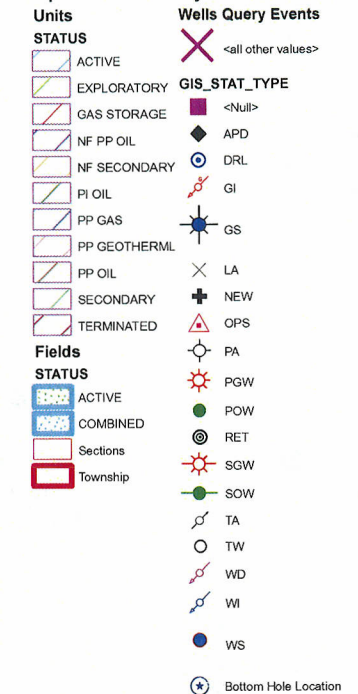 Units
STATUS
ACTIVE
EXPLORATORY
GAS STORAGE
NF PP OIL
NF SECONDARY
PI OIL
PP GAS
PP GEOTHERML
PP OIL
SECONDARY
TERMINATED
Fields
STATUS
ACTIVE
COMBINED
Sections
Township
Wells Query Events
<all other values>
GIS_STAT_TYPE
<Null>
APD
DRL
GI
GS
LA
NEW
OPS
PA
PGW
POW
RET
SGW
SOW
TA
TW
WD
WI
WS
Bottom Hole Location